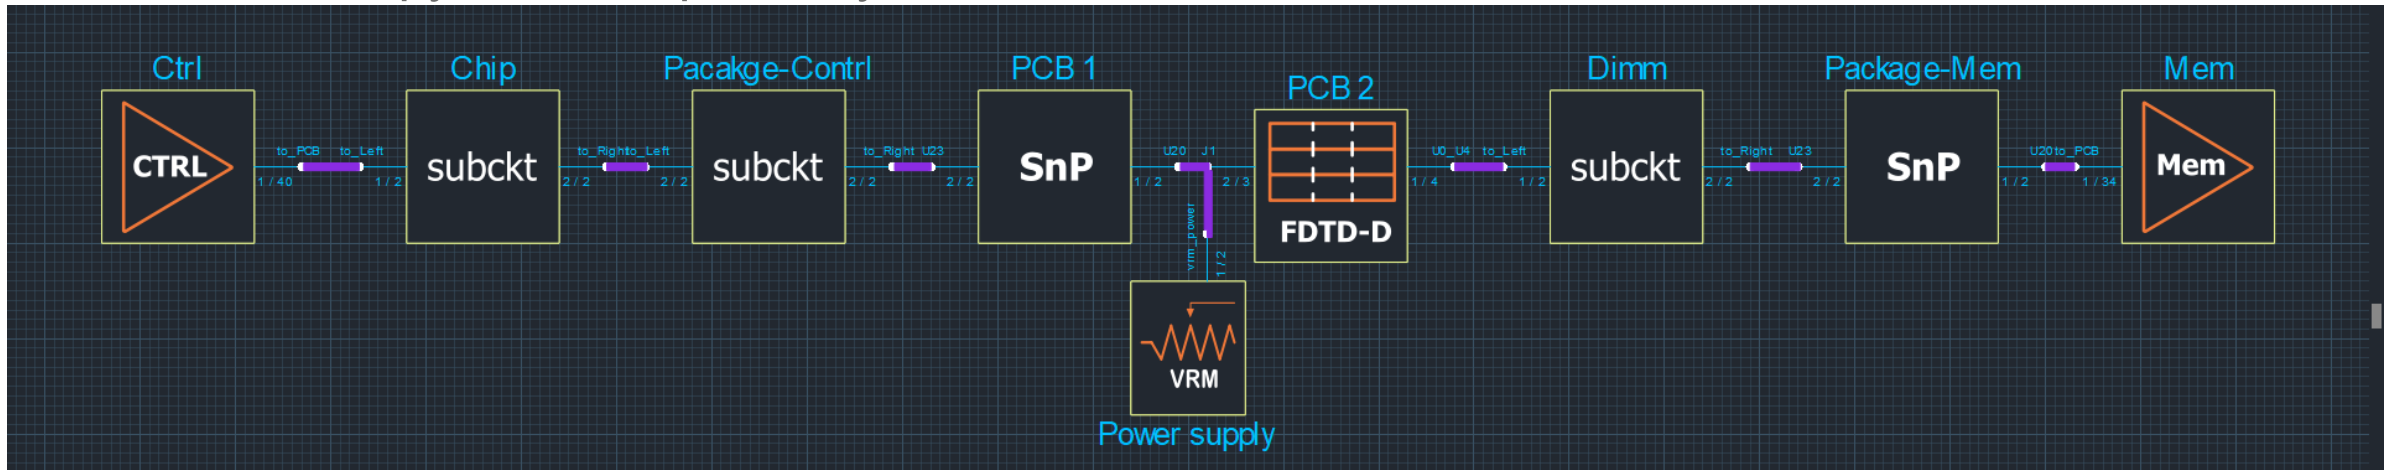 Ctrl
CTRL
to_PCB
to_Left
1 / 40
1 / 2
Chip
subckt
to_Right
to_Left
2 / 2
2 / 2
Pacakge-Contrl
subckt
to_Right
U23
2 / 2
2 / 2
PCB 1
SnP
U20
J1
1 / 2
2 / 3
vrm_power
1 / 2
VRM
Power supply
PCB 2
FDTD-D
U0_U4
to_Left
1 / 4
1 / 2
Dimm
subckt
to_Right
U23
2 / 2
2 / 2
Package-Mem
SnP
U20
to_PCB
1 / 2
1 / 34
Mem
Mem